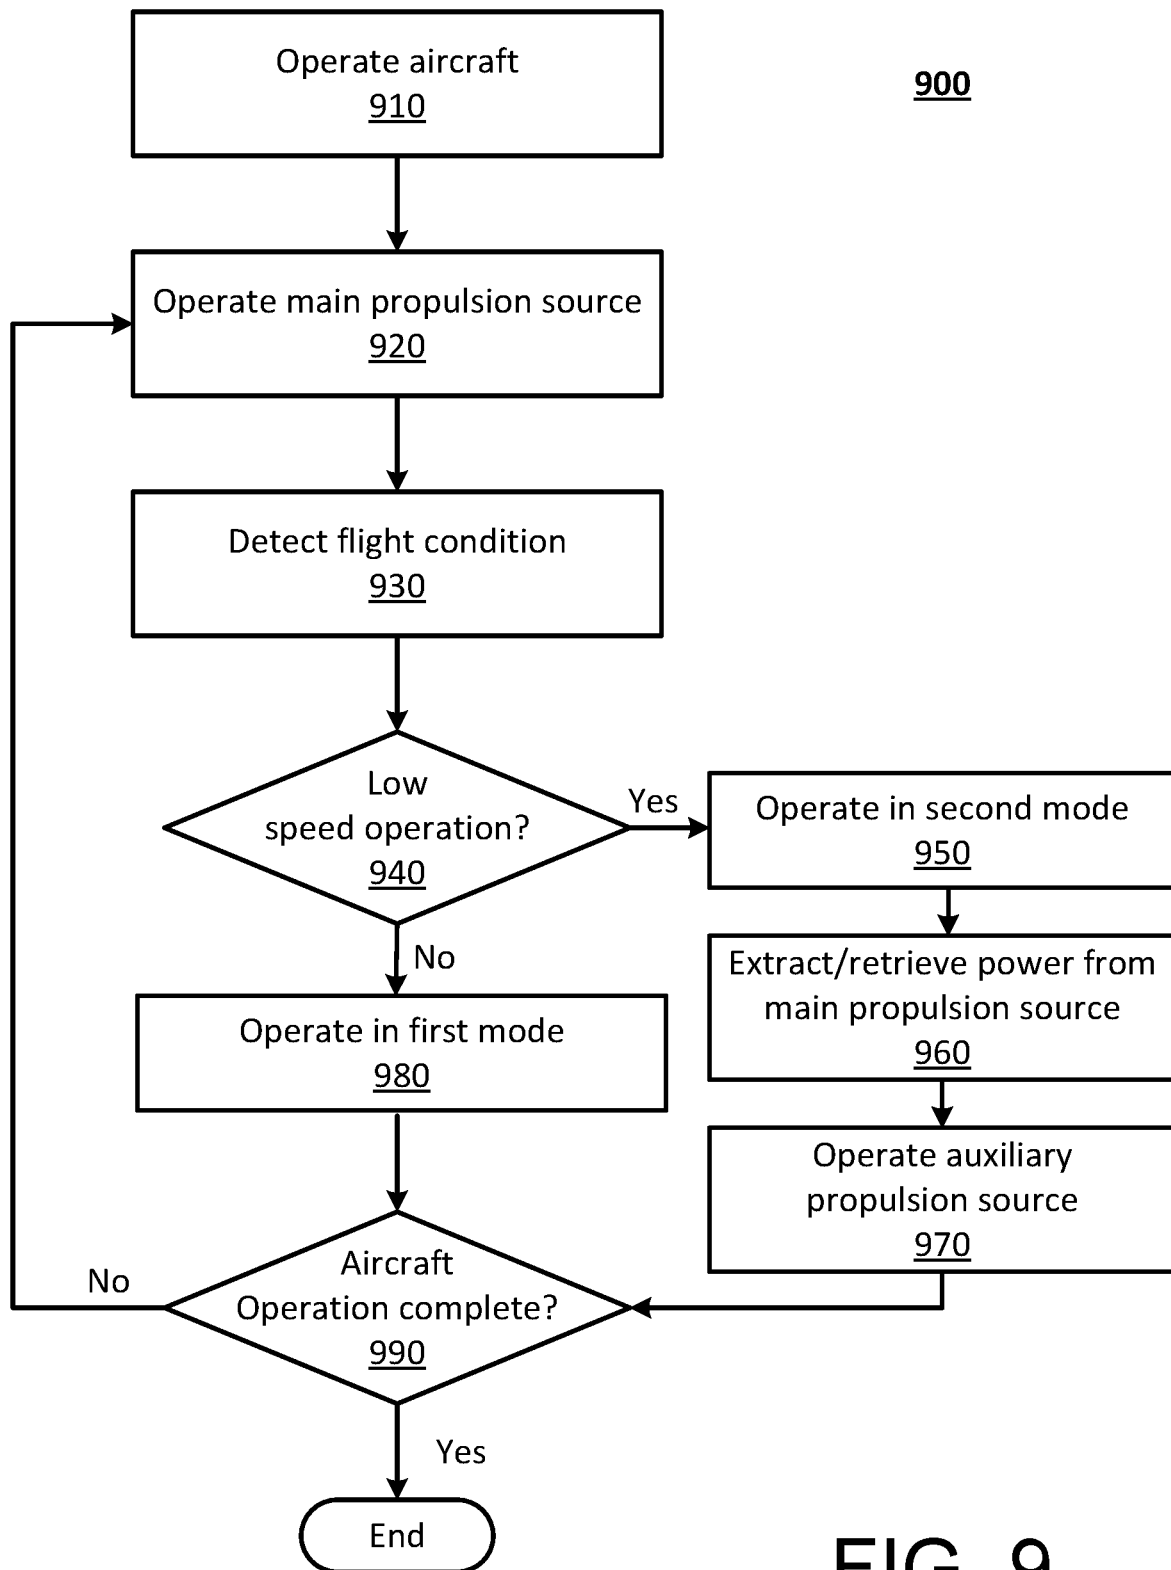 Operate aircraft
910
900
Operate main propulsion source
920
Detect flight condition
930
Low
speed operation?
940
Yes
Operate in second mode
950
No
Extract/retrieve power from
main propulsion source
960
Operate in first mode
980
Operate auxiliary
propulsion source
970
Aircraft
Operation complete?
990
No
Yes
End
FIG. 9